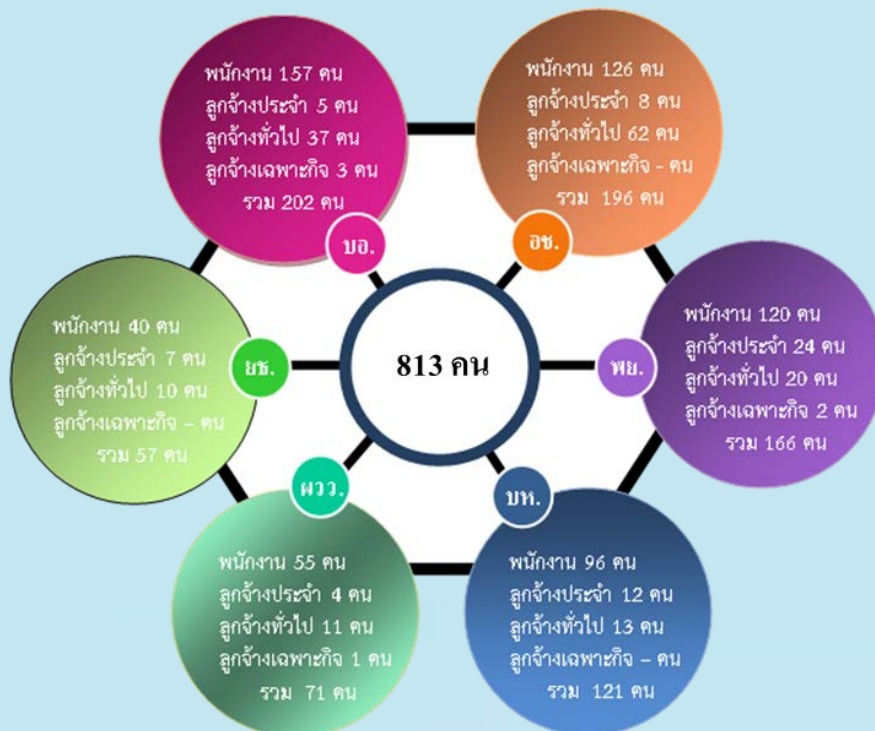 พนักงาน 157 คน
ลูกจ้างประจำ 5 คน
ลูกจ้างทั่วไป 37 คน
ลูกจ้างเฉพาะกิจ 3 คน
รวม 202 คน
บอ.
พนักงาน 126 คน
ลูกจ้างประจำ 8 คน
ลูกจ้างทั่วไป 62 คน
ลูกจ้างเฉพาะกิจ - คน
รวม 196 คน
อช.
พนักงาน 40 คน
ลูกจ้างประจำ 7 คน
ลูกจ้างทั่วไป 10 คน
ลูกจ้างเฉพาะกิจ – คน
รวม 57 คน
ยช.
813 คน
พย.
พนักงาน 120 คน
ลูกจ้างประจำ 24 คน
ลูกจ้างทั่วไป 20 คน
ลูกจ้างเฉพาะกิจ 2 คน
รวม 166 คน
ผวว.
พนักงาน 55 คน
ลูกจ้างประจำ 4 คน
ลูกจ้างทั่วไป 11 คน
ลูกจ้างเฉพาะกิจ 1 คน
รวม 71 คน
บห.
พนักงาน 96 คน
ลูกจ้างประจำ 12 คน
ลูกจ้างทั่วไป 13 คน
ลูกจ้างเฉพาะกิจ – คน
รวม 121 คน